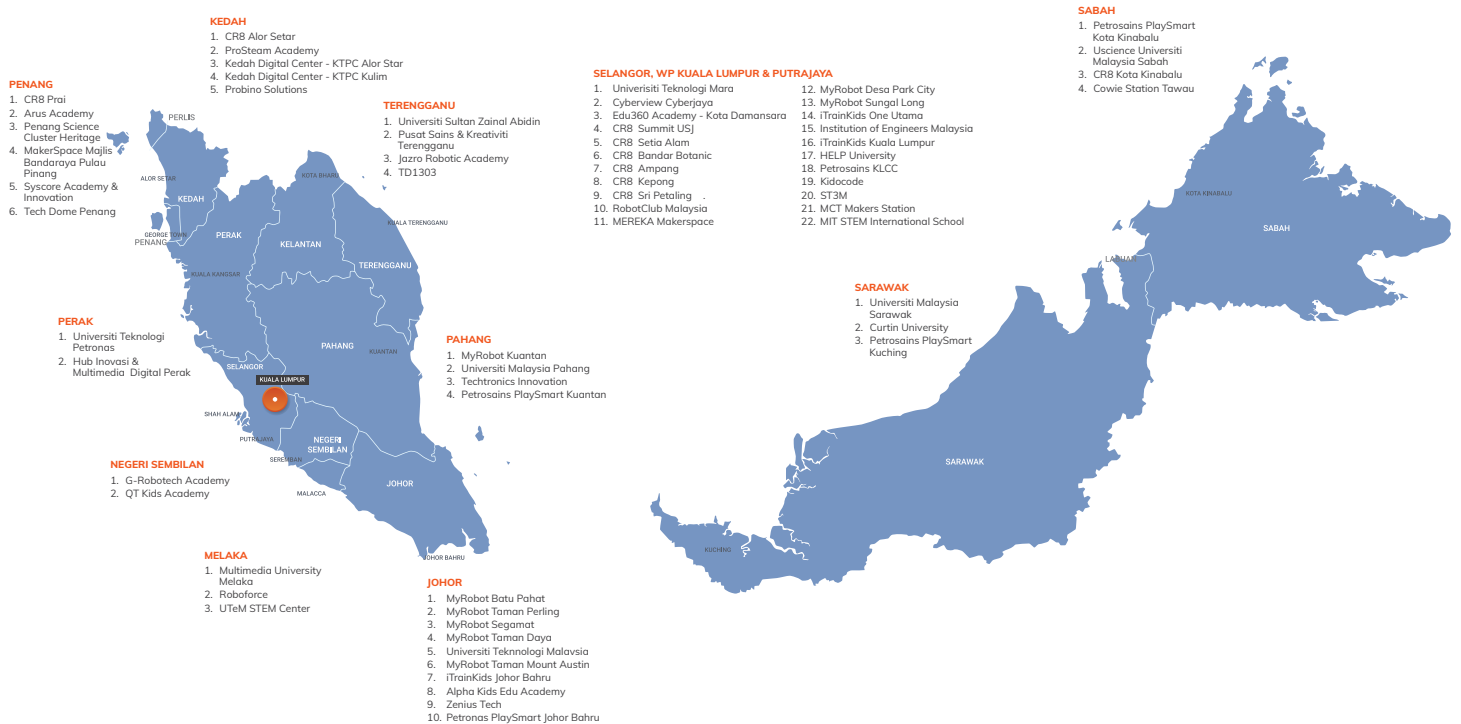 KEDAH
1. CR8 Alor Setar
2. ProSteam Academy
3. Kedah Digital Center - KTPC Alor Star
4. Kedah Digital Center - KTPC Kulim
5. Probino Solutions
PENANG
1. CR8 Prai
2. Arus Academy
3. Penang Science
Cluster Heritage
4. MakerSpace Majlis
Bandaraya Pulau
Pinang
5. Syscore Academy &
Innovation
6. Tech Dome Penang
TERENGGANU
1. Universiti Sultan Zainal Abidin
2. Pusat Sains & Kreativiti
Terengganu
3. Jazro Robotic Academy
4. TD1303
SELANGOR, WP KUALA LUMPUR & PUTRAJAYA
1. Univerisiti Teknologi Mara
2. Cyberview Cyberjaya
3. Edu360 Academy - Kota Damansara
4. CR8 Summit USJ
5. CR8 Setia Alam
6. CR8 Bandar Botanic
7. CR8 Ampang
8. CR8 Kepong
9. CR8 Sri Petaling .
10. RobotClub Malaysia
11. MEREKA Makerspace
12. MyRobot Desa Park City
13. MyRobot Sungal Long
14. iTrainKids One Utama
15. Institution of Engineers Malaysia
16. iTrainKids Kuala Lumpur
17. HELP University
18. Petrosains KLCC
19. Kidocode
20. ST3M
21. MCT Makers Station
22. MIT STEM International School
SABAH
1. Petrosains PlaySmart
Kota Kinabalu
2. Uscience Universiti
Malaysia Sabah
3. CR8 Kota Kinabalu
4. Cowie Station Tawau
PERLIS
ALOR SETAR
KEDAH
GEORGE TOWN
PENANG
PERAK
KUALA KANGSAR
KOTA BHARU
KELANTAN
KUALA TERENGGANU
TERENGGANU
PAHANG
KUANTAN
SELANGOR
KUALA LUMPUR
SHAH ALAM
PUTRAJAYA
NEGERI
SEMBILAN
SEREMBAN
MALACCA
JOHOR
JOHOR BAHRU
KOTA KINABALU
SABAH
LABUAN
SARAWAK
KUCHING
PERAK
1. Universiti Teknologi
Petronas
2. Hub Inovasi &
Multimedia Digital Perak
PAHANG
1. MyRobot Kuantan
2. Universiti Malaysia Pahang
3. Techtronics Innovation
4. Petrosains PlaySmart Kuantan
SARAWAK
1. Universiti Malaysia
Sarawak
2. Curtin University
3. Petrosains PlaySmart
Kuching
NEGERI SEMBILAN
1. G-Robotech Academy
2. QT Kids Academy
MELAKA
1. Multimedia University
Melaka
2. Roboforce
3. UTeM STEM Center
JOHOR
1. MyRobot Batu Pahat
2. MyRobot Taman Perling
3. MyRobot Segamat
4. MyRobot Taman Daya
5. Universiti Teknnologi Malavsia
6. MyRobot Taman Mount Austin
7. iTrainKids Johor Bahru
8. Alpha Kids Edu Academy
9. Zenius Tech
10. Petronas PlaySmart Johor Bahru